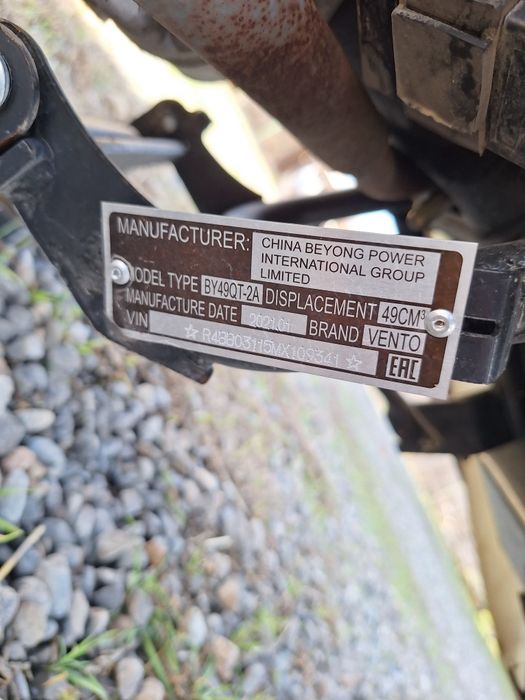 MANUFACTURER: CHINA BEYONG POWER
INTERNATIONAL GROUP
LIMITED
MODEL TYPE BY49QT-2A DISPLACEMENT 49CM³
MANUFACTURE DATE 2021.01 BRAND VENTO
VIN ☆R4BB03115MX109341☆
EAC